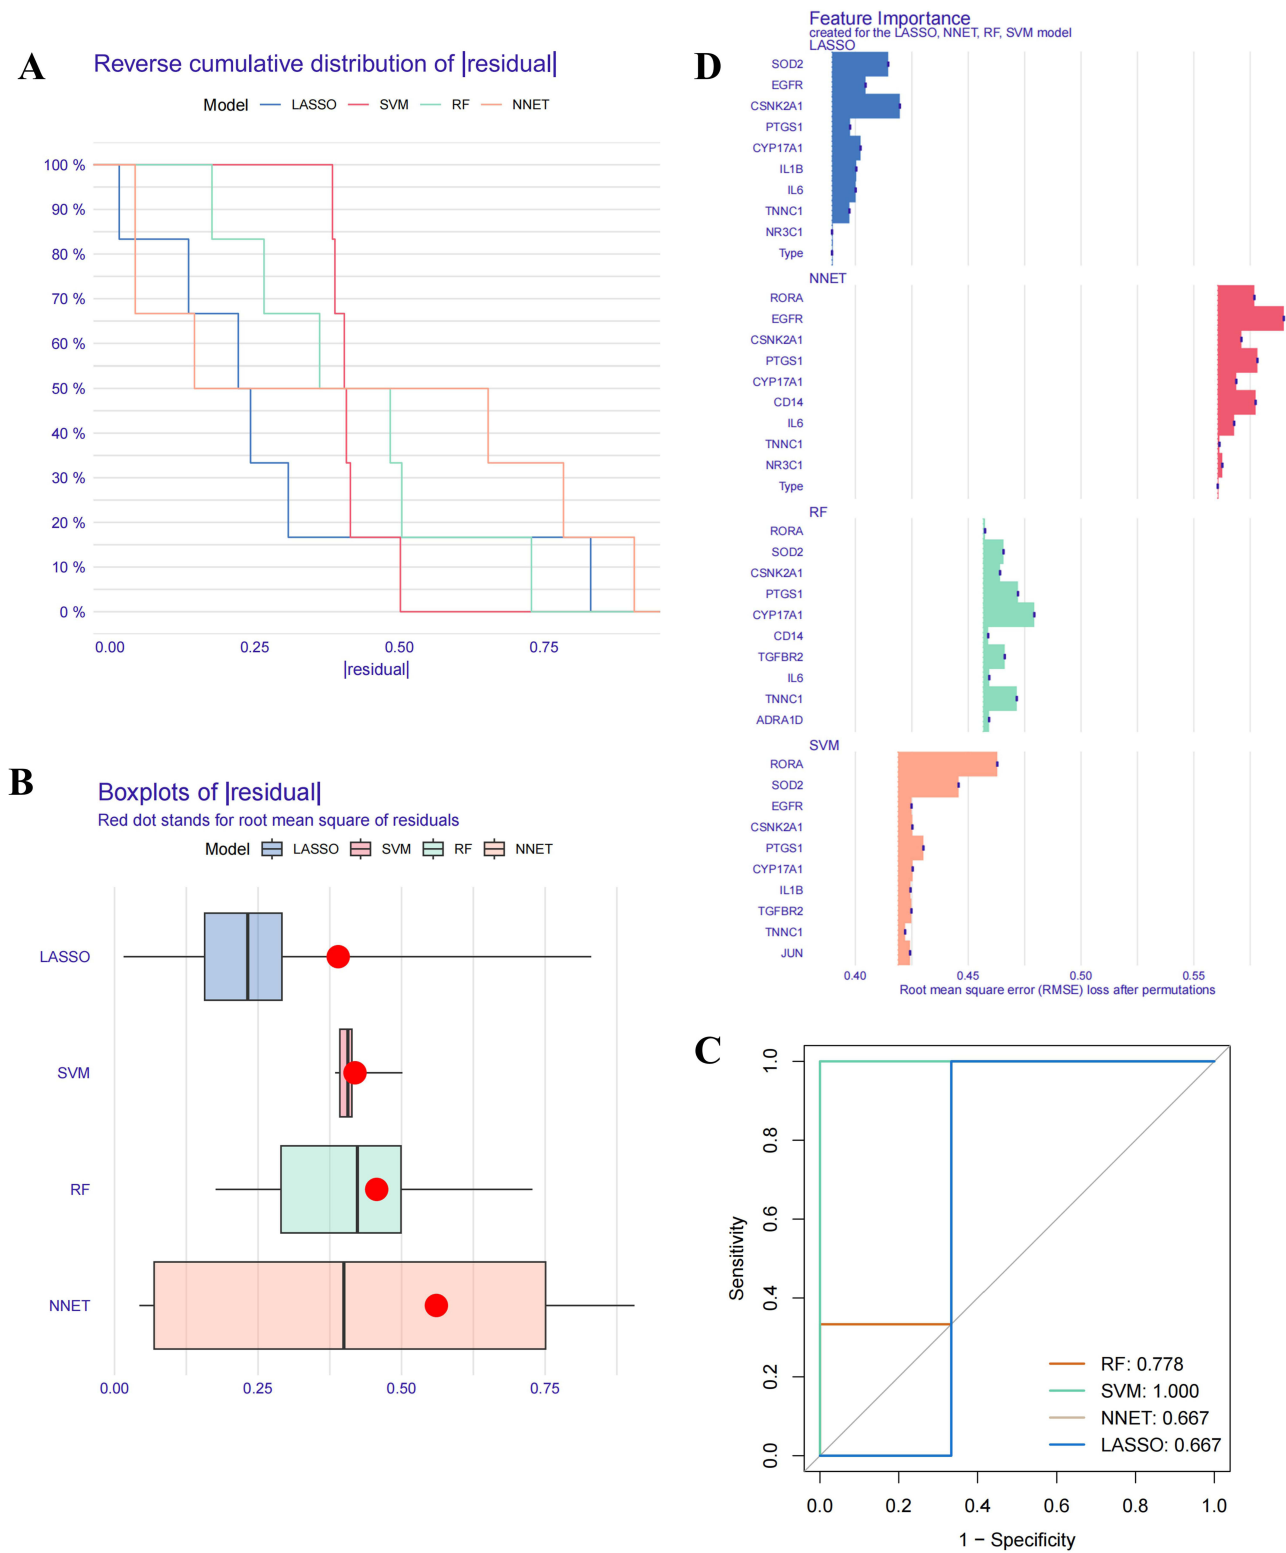 A
Reverse cumulative distribution of |residual|
Model LASSO SVM RF NNET
100 %
90 %
80 %
70 %
60 %
50 %
40 %
30 %
20 %
10 %
0 %
0.00 0.25 0.50 0.75
|residual|
B
Boxplots of |residual|
Red dot stands for root mean square of residuals
Model LASSO SVM RF NNET
LASSO
SVM
RF
NNET
0.00 0.25 0.50 0.75
D
Feature Importance
created for the LASSO, NNET, RF, SVM model
LASSO
SOD2
EGFR
CSNK2A1
PTGS1
CYP17A1
IL1B
IL6
TNNC1
NR3C1
Type
NNET
RORA
EGFR
CSNK2A1
PTGS1
CYP17A1
CD14
IL6
TNNC1
NR3C1
Type
RF
RORA
SOD2
CSNK2A1
PTGS1
CYP17A1
CD14
TGFBR2
IL6
TNNC1
ADRA1D
SVM
RORA
SOD2
EGFR
CSNK2A1
PTGS1
CYP17A1
IL1B
TGFBR2
TNNC1
JUN
0.40 0.45 0.50 0.55
Root mean square error (RMSE) loss after permutations
C
Sensitivity
1.0
0.8
0.6
0.4
0.2
0.0
RF: 0.778
SVM: 1.000
NNET: 0.667
LASSO: 0.667
0.0 0.2 0.4 0.6 0.8 1.0
1 − Specificity